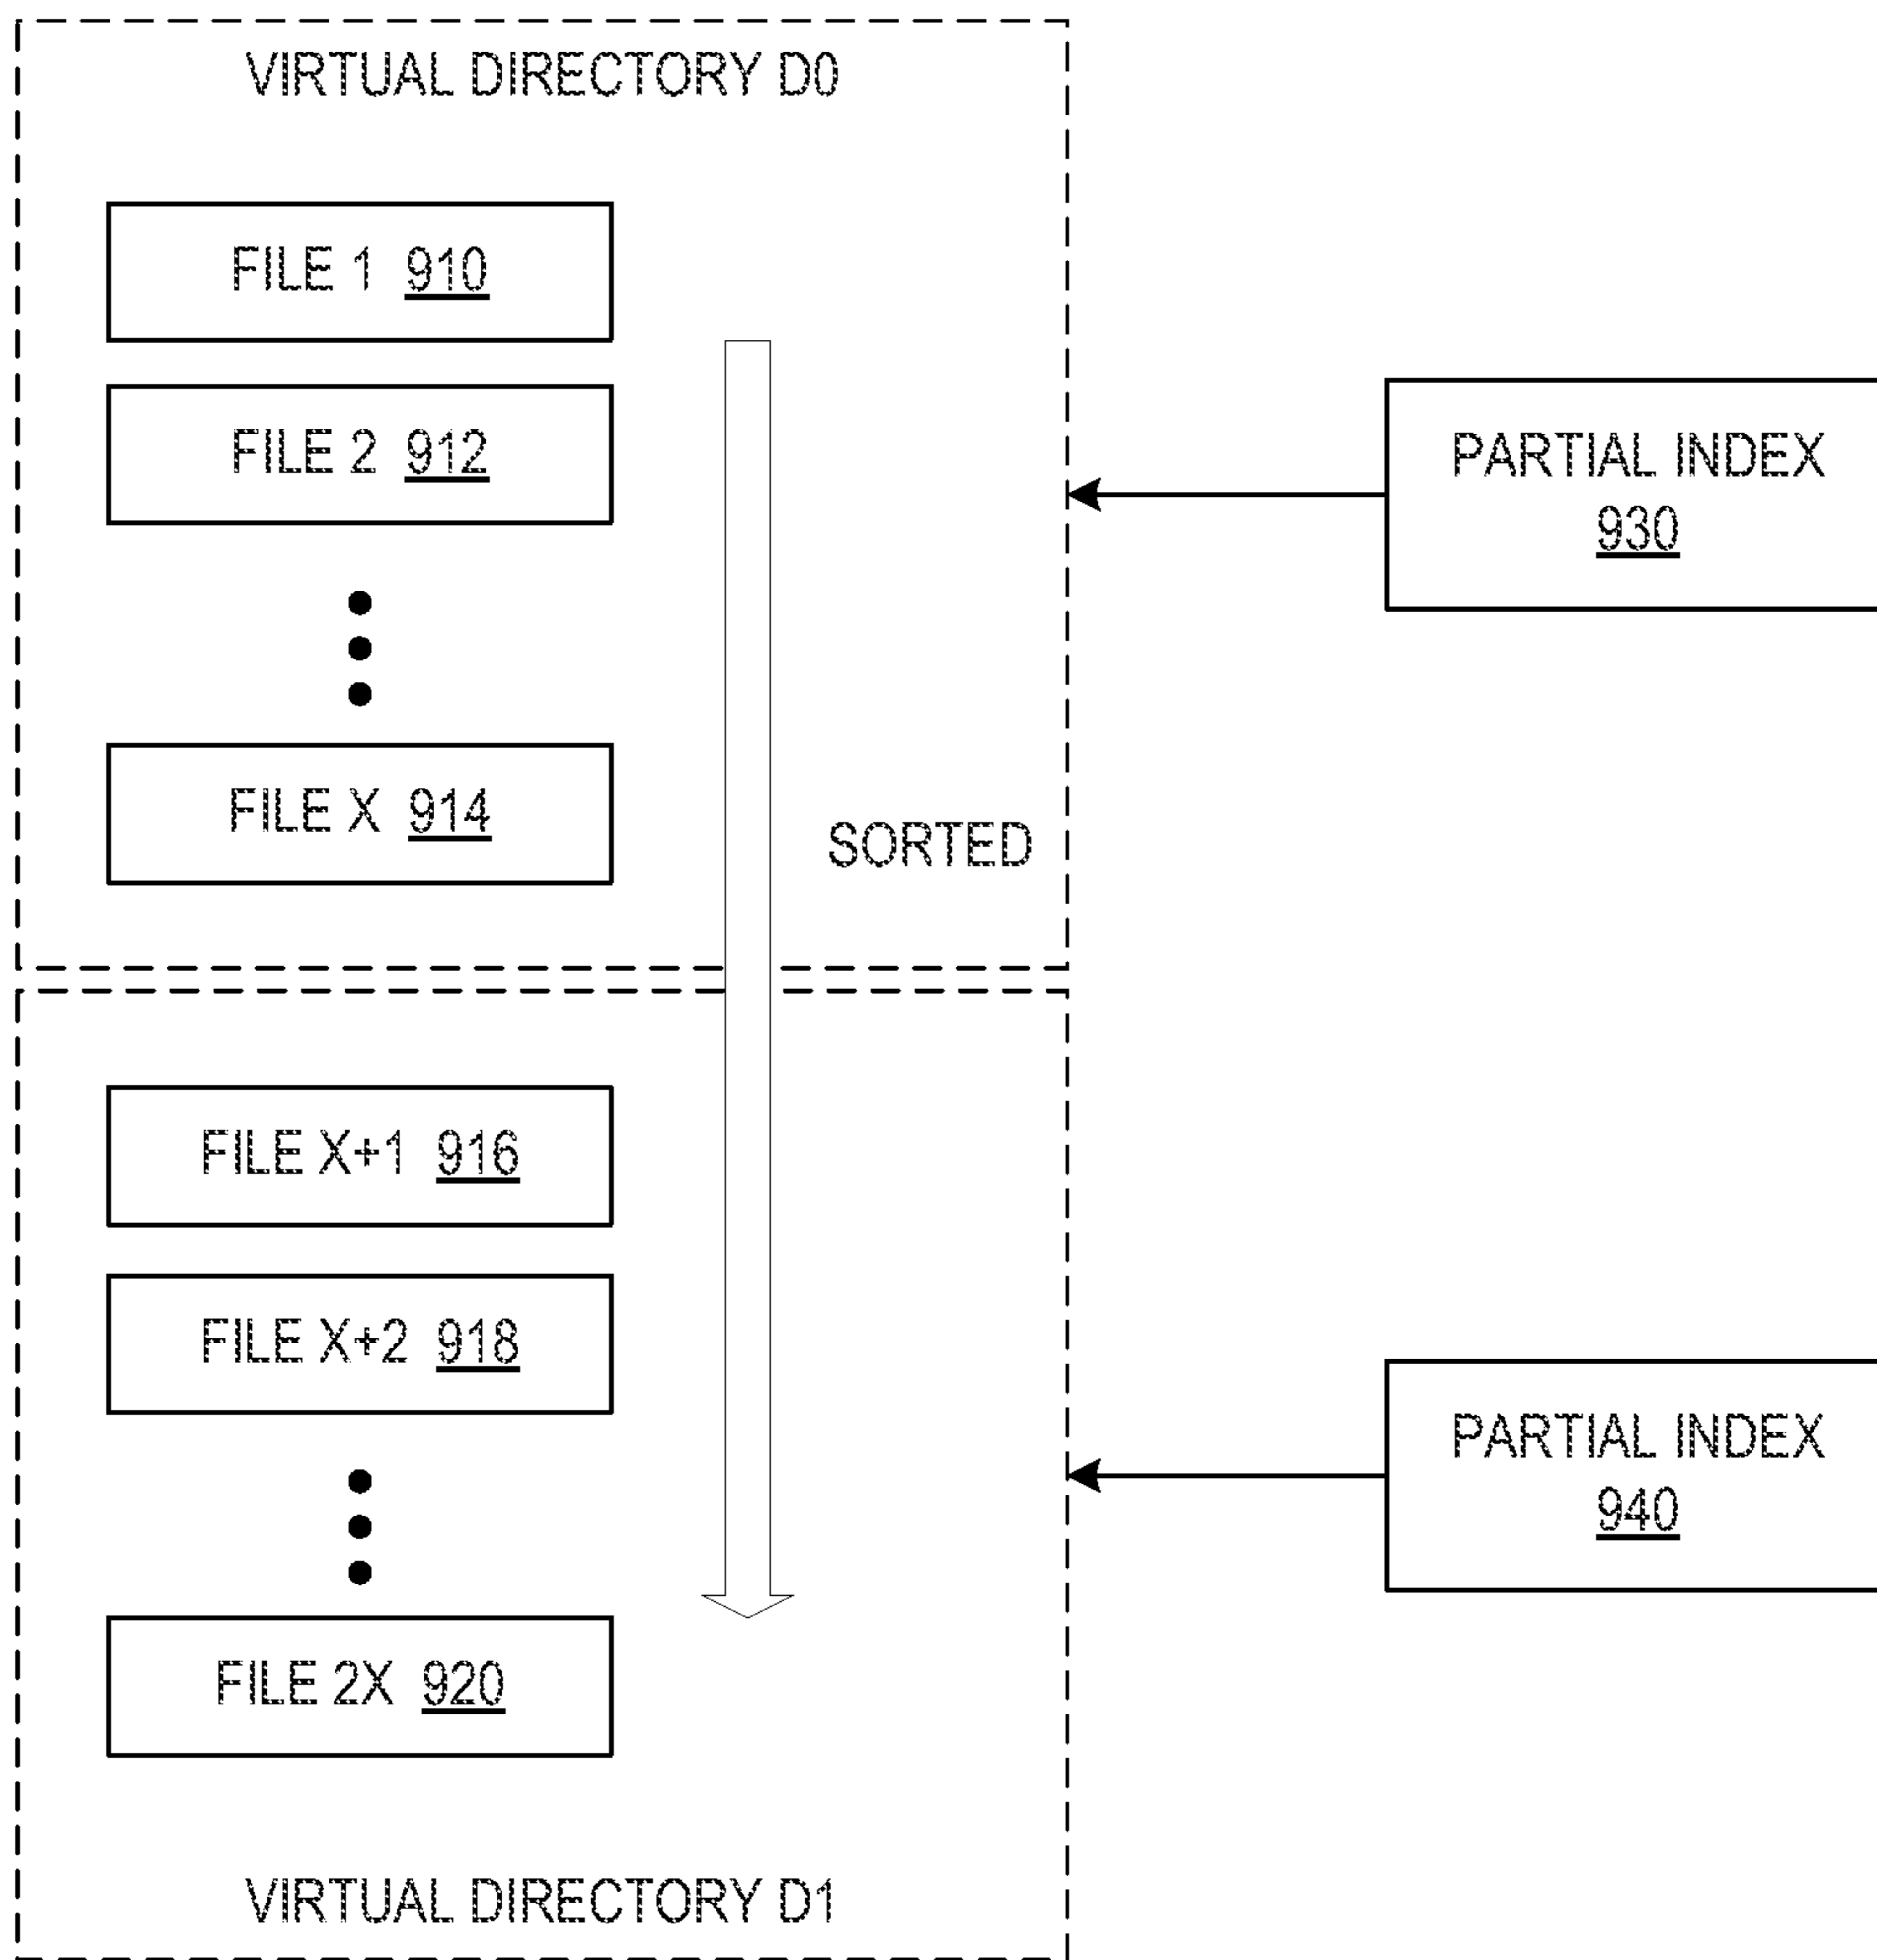 VIRTUAL DIRECTORY D0
FILE 1 910
FILE 2 912
PARTIAL INDEX
930
FILE X 914
SORTED
FILE X+1 916
FILE X+2 918
PARTIAL INDEX
940
FILE 2X 920
VIRTUAL DIRECTORY D1